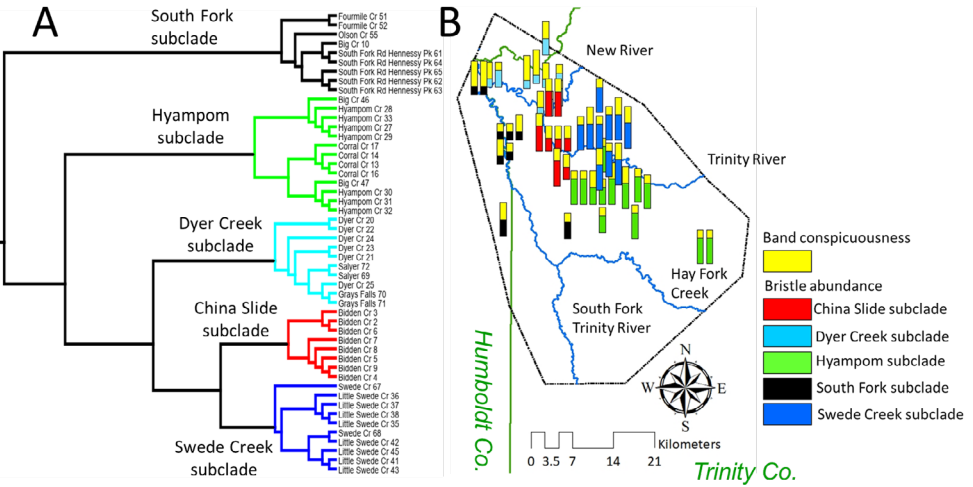 A
South Fork
subclade
Fourmile Cr 51
Fourmile Cr 52
Olson Cr 55
Big Cr 10
South Fork Rd Hennessy Pk 61
South Fork Rd Hennessy Pk 64
South Fork Rd Hennessy Pk 65
South Fork Rd Hennessy Pk 62
South Fork Rd Hennessy Pk 63
Hyampom
subclade
Big Cr 46
Hyampom Cr 28
Hyampom Cr 33
Hyampom Cr 27
Hyampom Cr 29
Corral Cr 17
Corral Cr 14
Corral Cr 13
Corral Cr 16
Big Cr 47
Hyampom Cr 30
Hyampom Cr 31
Hyampom Cr 32
Dyer Creek
subclade
Dyer Cr 20
Dyer Cr 22
Dyer Cr 24
Dyer Cr 23
Dyer Cr 21
Salyer 72
Salyer 69
Dyer Cr 25
Grays Falls 70
Grays Falls 71
China Slide
subclade
Bidden Cr 3
Bidden Cr 2
Bidden Cr 6
Bidden Cr 7
Bidden Cr 8
Bidden Cr 5
Bidden Cr 9
Bidden Cr 4
Swede Creek
subclade
Swede Cr 67
Little Swede Cr 36
Little Swede Cr 37
Little Swede Cr 38
Little Swede Cr 35
Swede Cr 68
Little Swede Cr 42
Little Swede Cr 45
Little Swede Cr 41
Little Swede Cr 43
B
New River
Trinity River
Hay Fork
Creek
South Fork
Trinity River
Humboldt Co.
Trinity Co.
N
W
E
S
Kilometers
0 3.5 7 14 21
Band conspicuousness
Bristle abundance
China Slide subclade
Dyer Creek subclade
Hyampom subclade
South Fork subclade
Swede Creek subclade